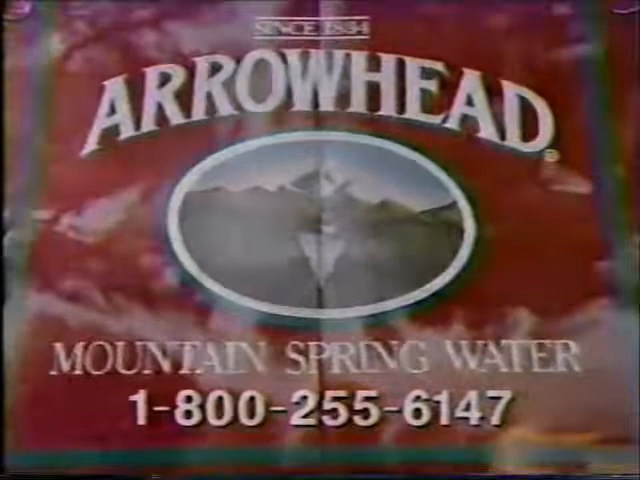 SINCE 1894
ARROWHEAD®
MOUNTAIN SPRING WATER
1-800-255-6147